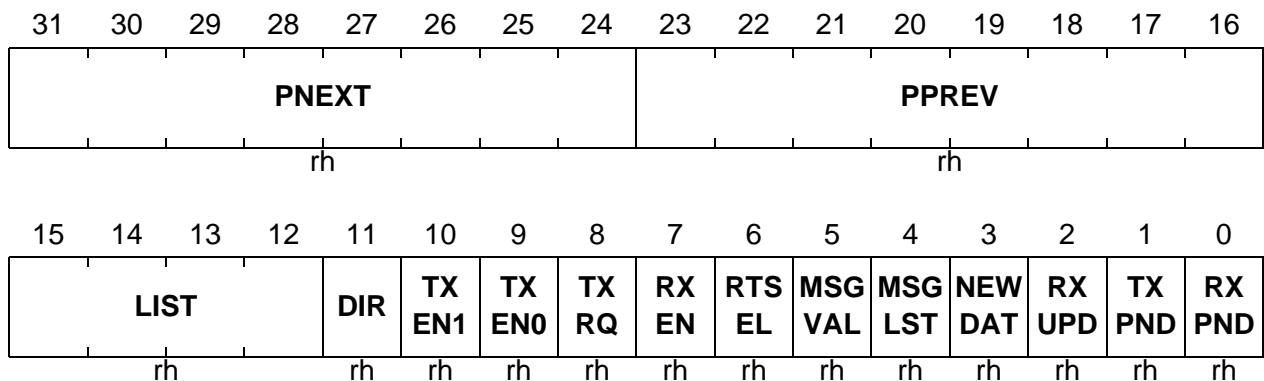 31 30 29 28 27 26 25 24 23 22 21 20 19 18 17 16
PNEXT PPREV
rh rh
15 14 13 12 11 10 9 8 7 6 5 4 3 2 1 0
LIST DIR TX EN1 TX EN0 TX RQ RX EN RTS EL MSG VAL MSG LST NEW DAT RX UPD TX PND RX PND
rh rh rh rh rh rh rh rh rh rh rh rh rh